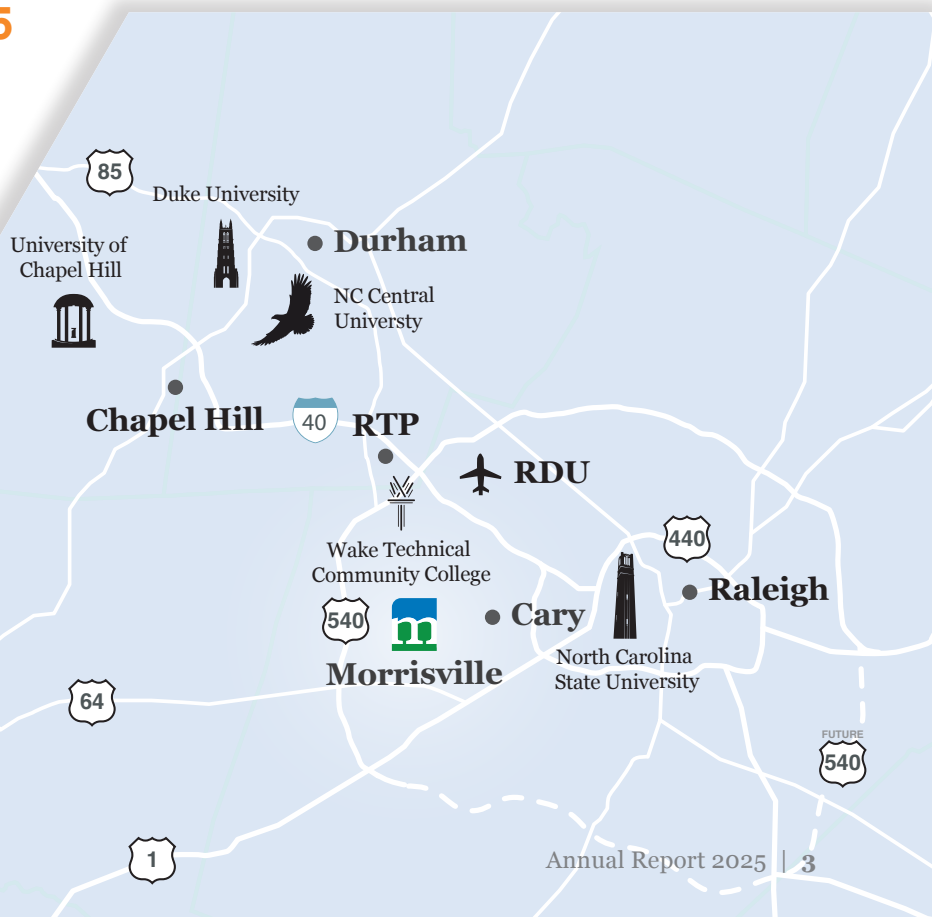 5
85
Duke University
University of
Chapel Hill
Durham
NC Central
Universty
Chapel Hill
40
RTP
RDU
Wake Technical
Community College
440
Raleigh
540
Cary
Morrisville
North Carolina
State University
64
FUTURE
540
1
Annual Report 2025 | 3